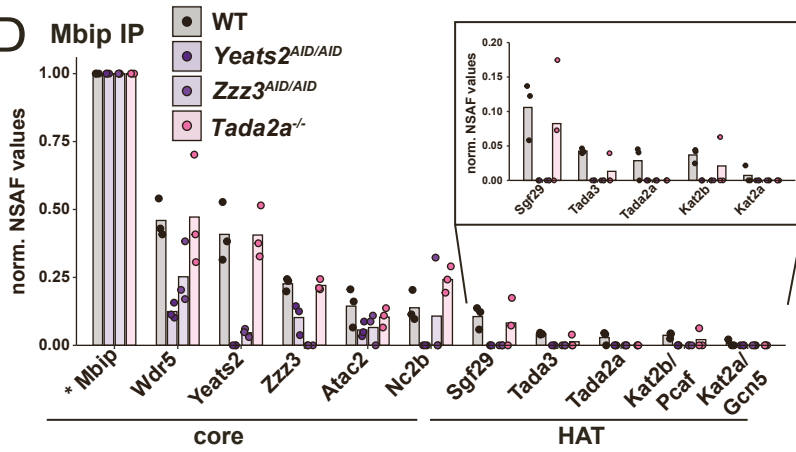 D Mbip IP
WT
Yeats2AID/AID
Zzz3AID/AID
Tada2a-/-
norm. NSAF values
1.00
0.75
0.50
0.25
0.00
* Mbip
Wdr5
Yeats2
Zzz3
Atac2
Nc2b
Sgf29
Tada3
Tada2a
Kat2b/
Pcaf
Kat2a/
Gcn5
core
HAT
norm. NSAF values
0.20
0.15
0.10
0.05
0.00
Sgf29
Tada3
Tada2a
Kat2b
Kat2a